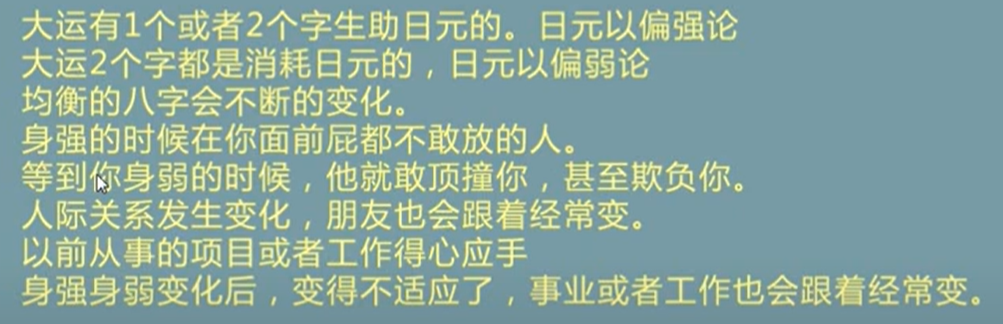 大运有1个或者2个字生助日元的。日元以偏强论
大运2个字都是消耗日元的，日元以偏弱论
均衡的八字会不断的变化。
身强的时候在你面前屁都不敢放的人。
等到你身弱的时候，他就敢顶撞你，甚至欺负你。
人际关系发生变化，朋友也会跟着经常变。
以前从事的项目或者工作得心应手
身强身弱变化后，变得不适应了，事业或者工作也会跟着经常变。